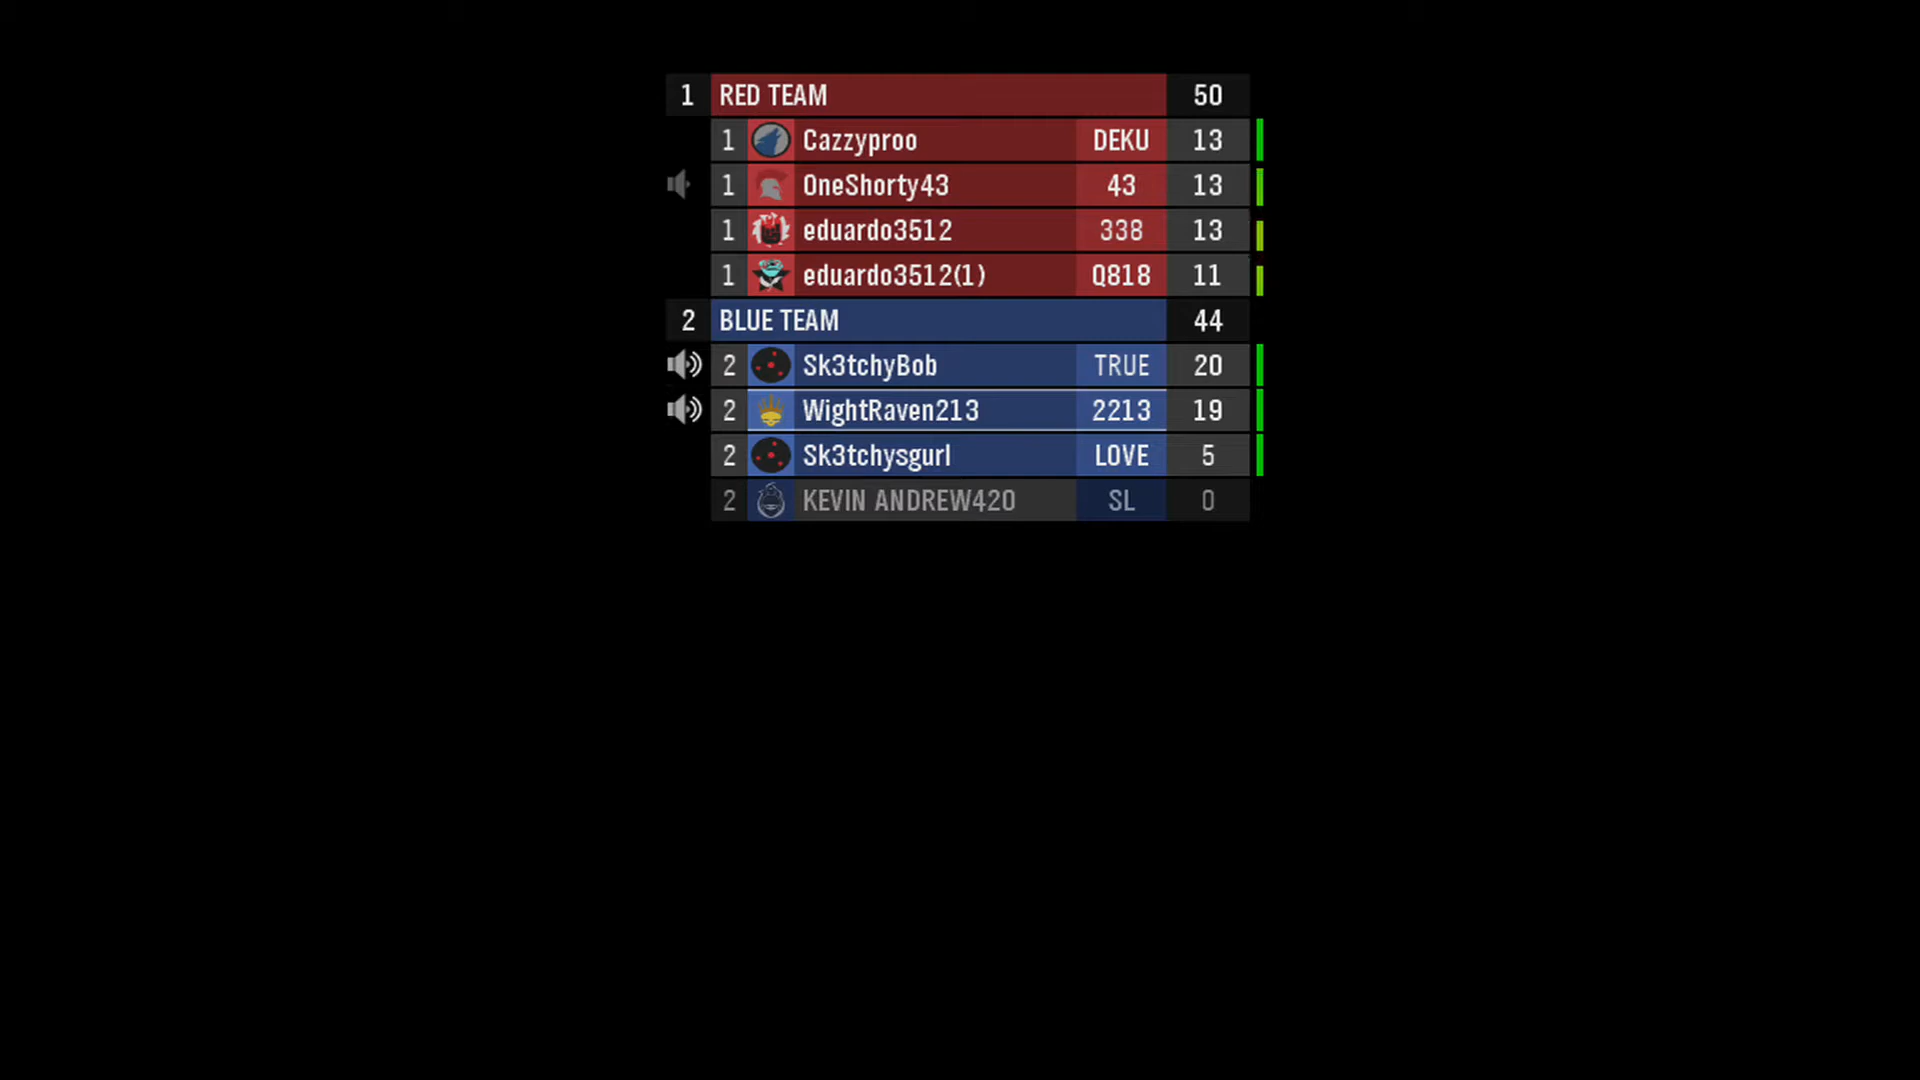 1 RED TEAM 50
1 Cazzyproo DEKU 13
1 OneShorty43 43 13
1 eduardo3512 338 13
1 eduardo3512(1) Q818 11
2 BLUE TEAM 44
2 Sk3tchyBob TRUE 20
2 WightRaven213 2213 19
2 Sk3tchysgurl LOVE 5
2 KEVIN ANDREW420 SL 0